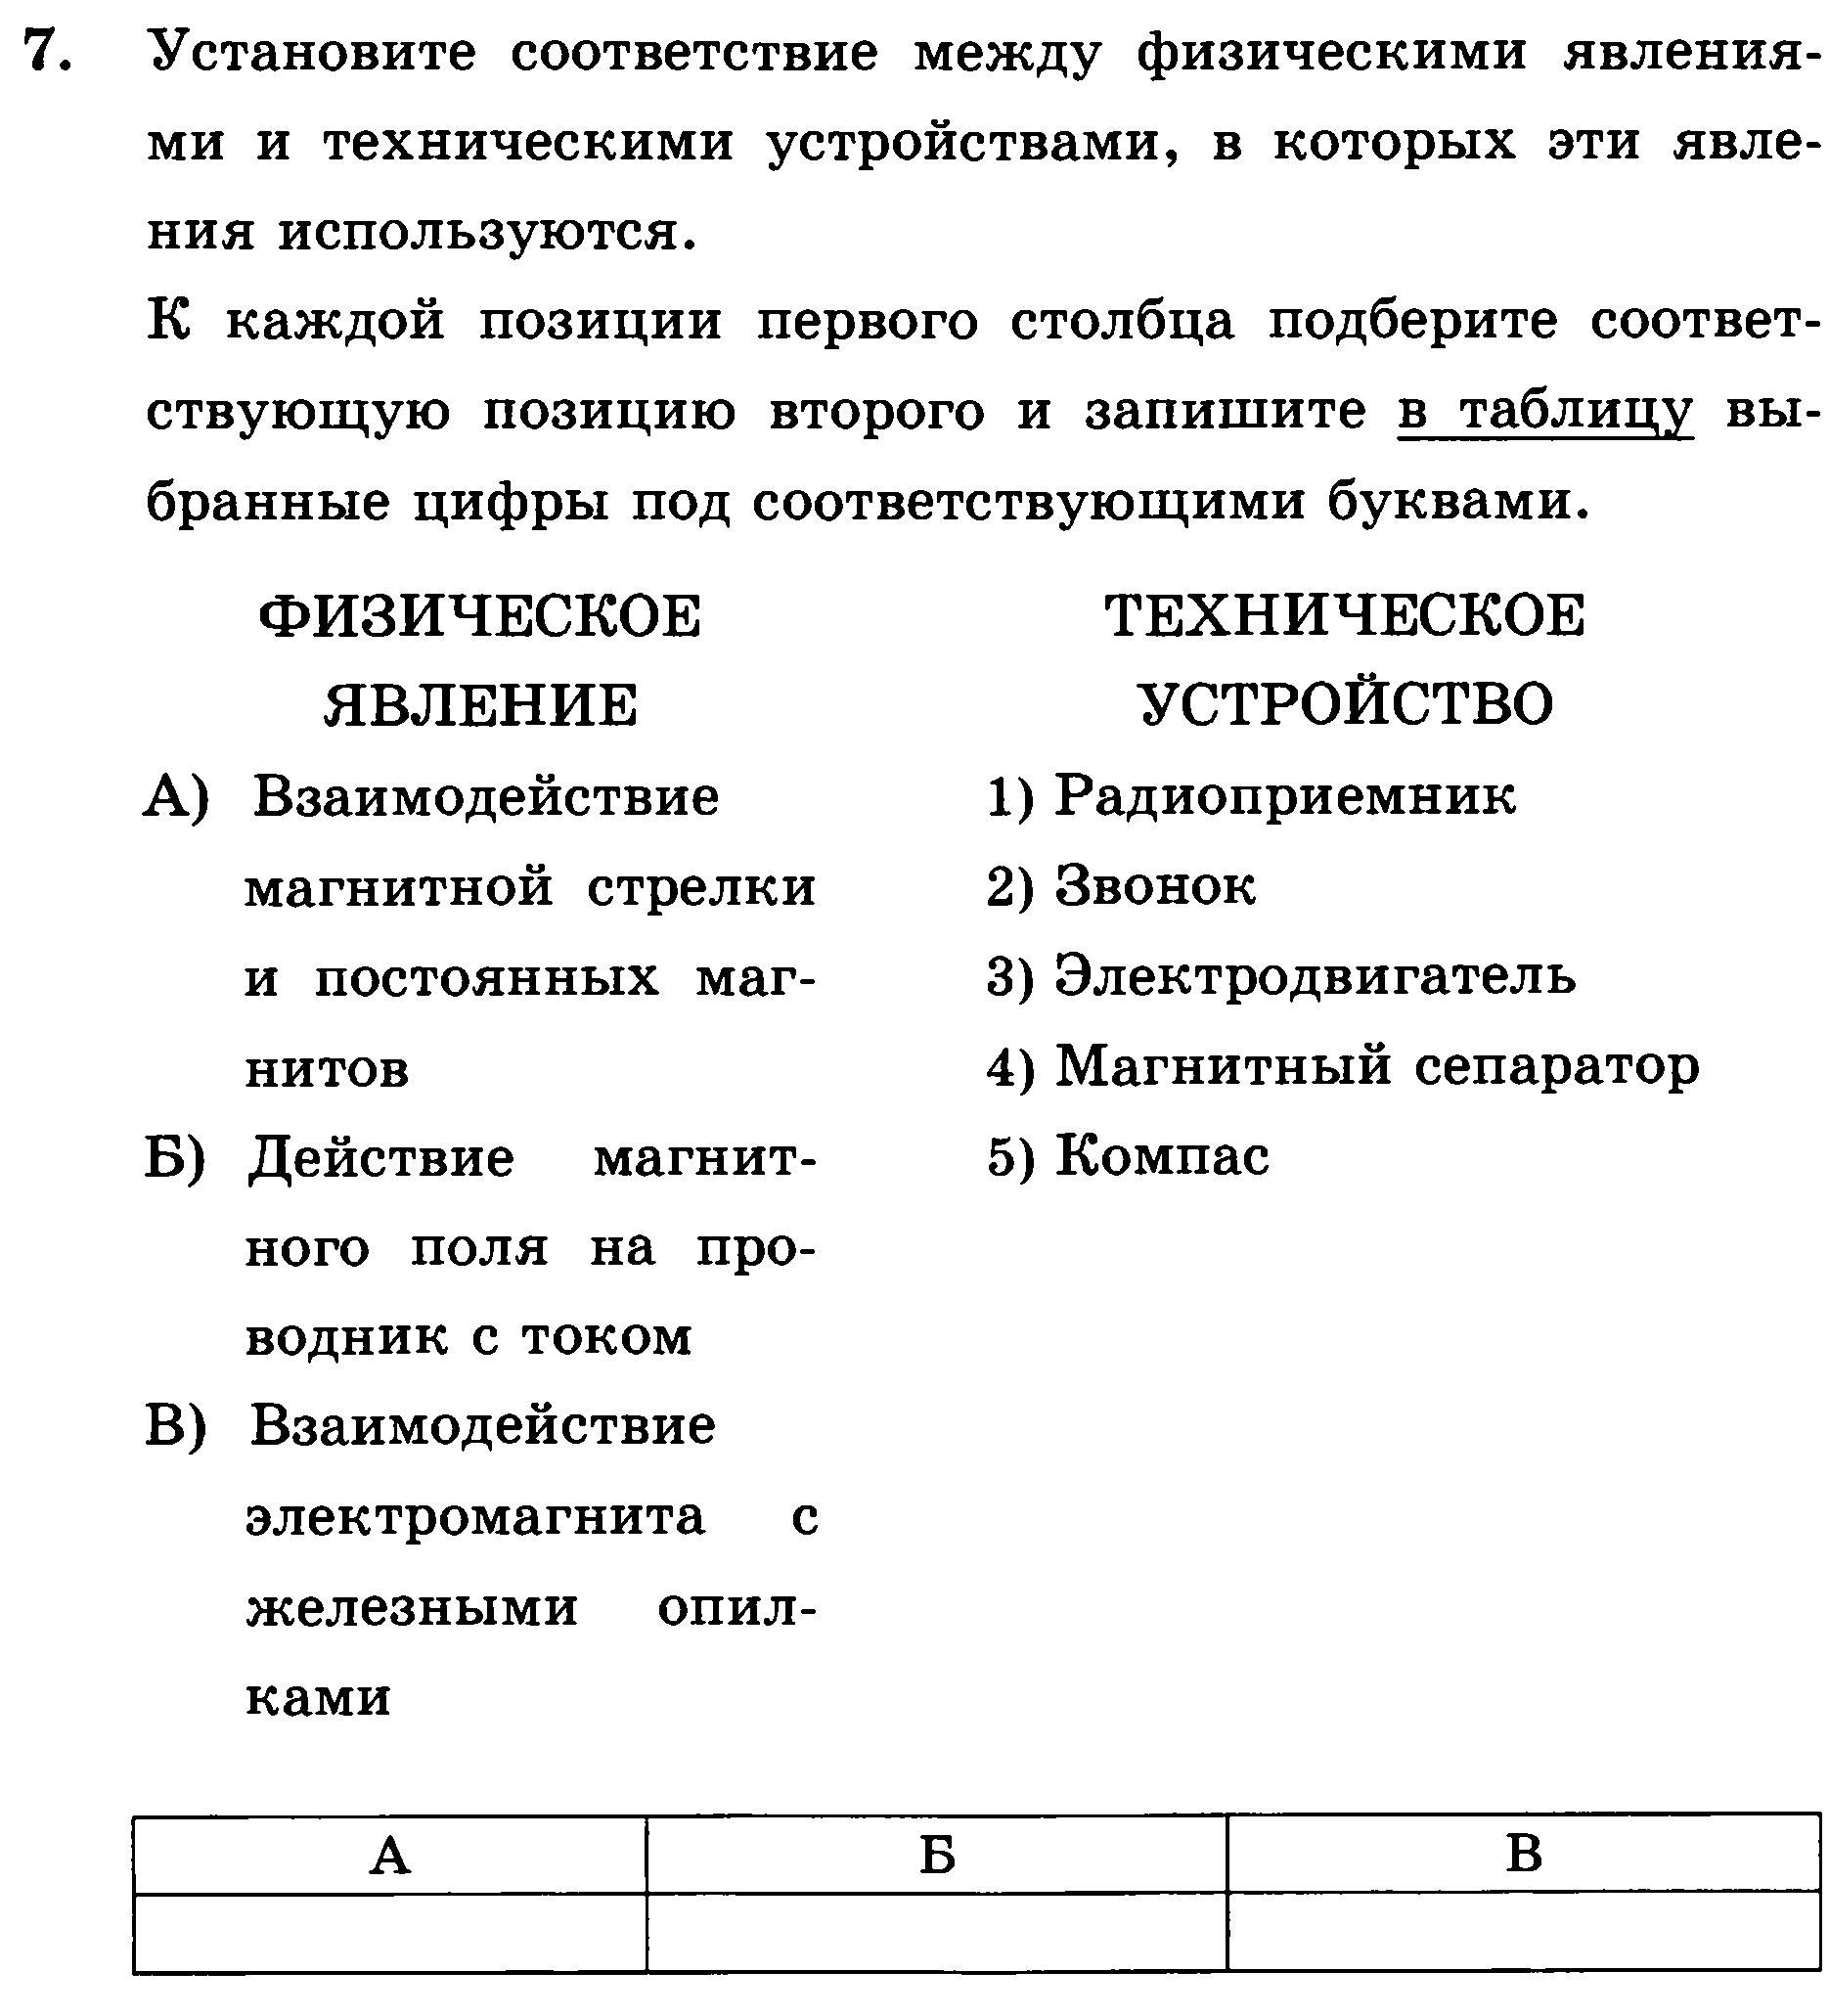 7. Установите соответствие между физическими явления-
ми и техническими устройствами, в которых эти явле-
ния используются.
К каждой позиции первого столбца подберите соответ-
ствующую позицию второго и запишите в таблицу вы-
бранные цифры под соответствующими буквами.
ФИЗИЧЕСКОЕ
ЯВЛЕНИЕ
А) Взаимодействие
магнитной стрелки
и постоянных маг-
нитов
Б) Действие магнит-
ного поля на про-
водник с током
В) Взаимодействие
электромагнита с
железными опил-
ками
ТЕХНИЧЕСКОЕ
УСТРОЙСТВО
1) Радиоприемник
2) Звонок
3) Электродвигатель
4) Магнитный сепаратор
5) Компас
А Б В